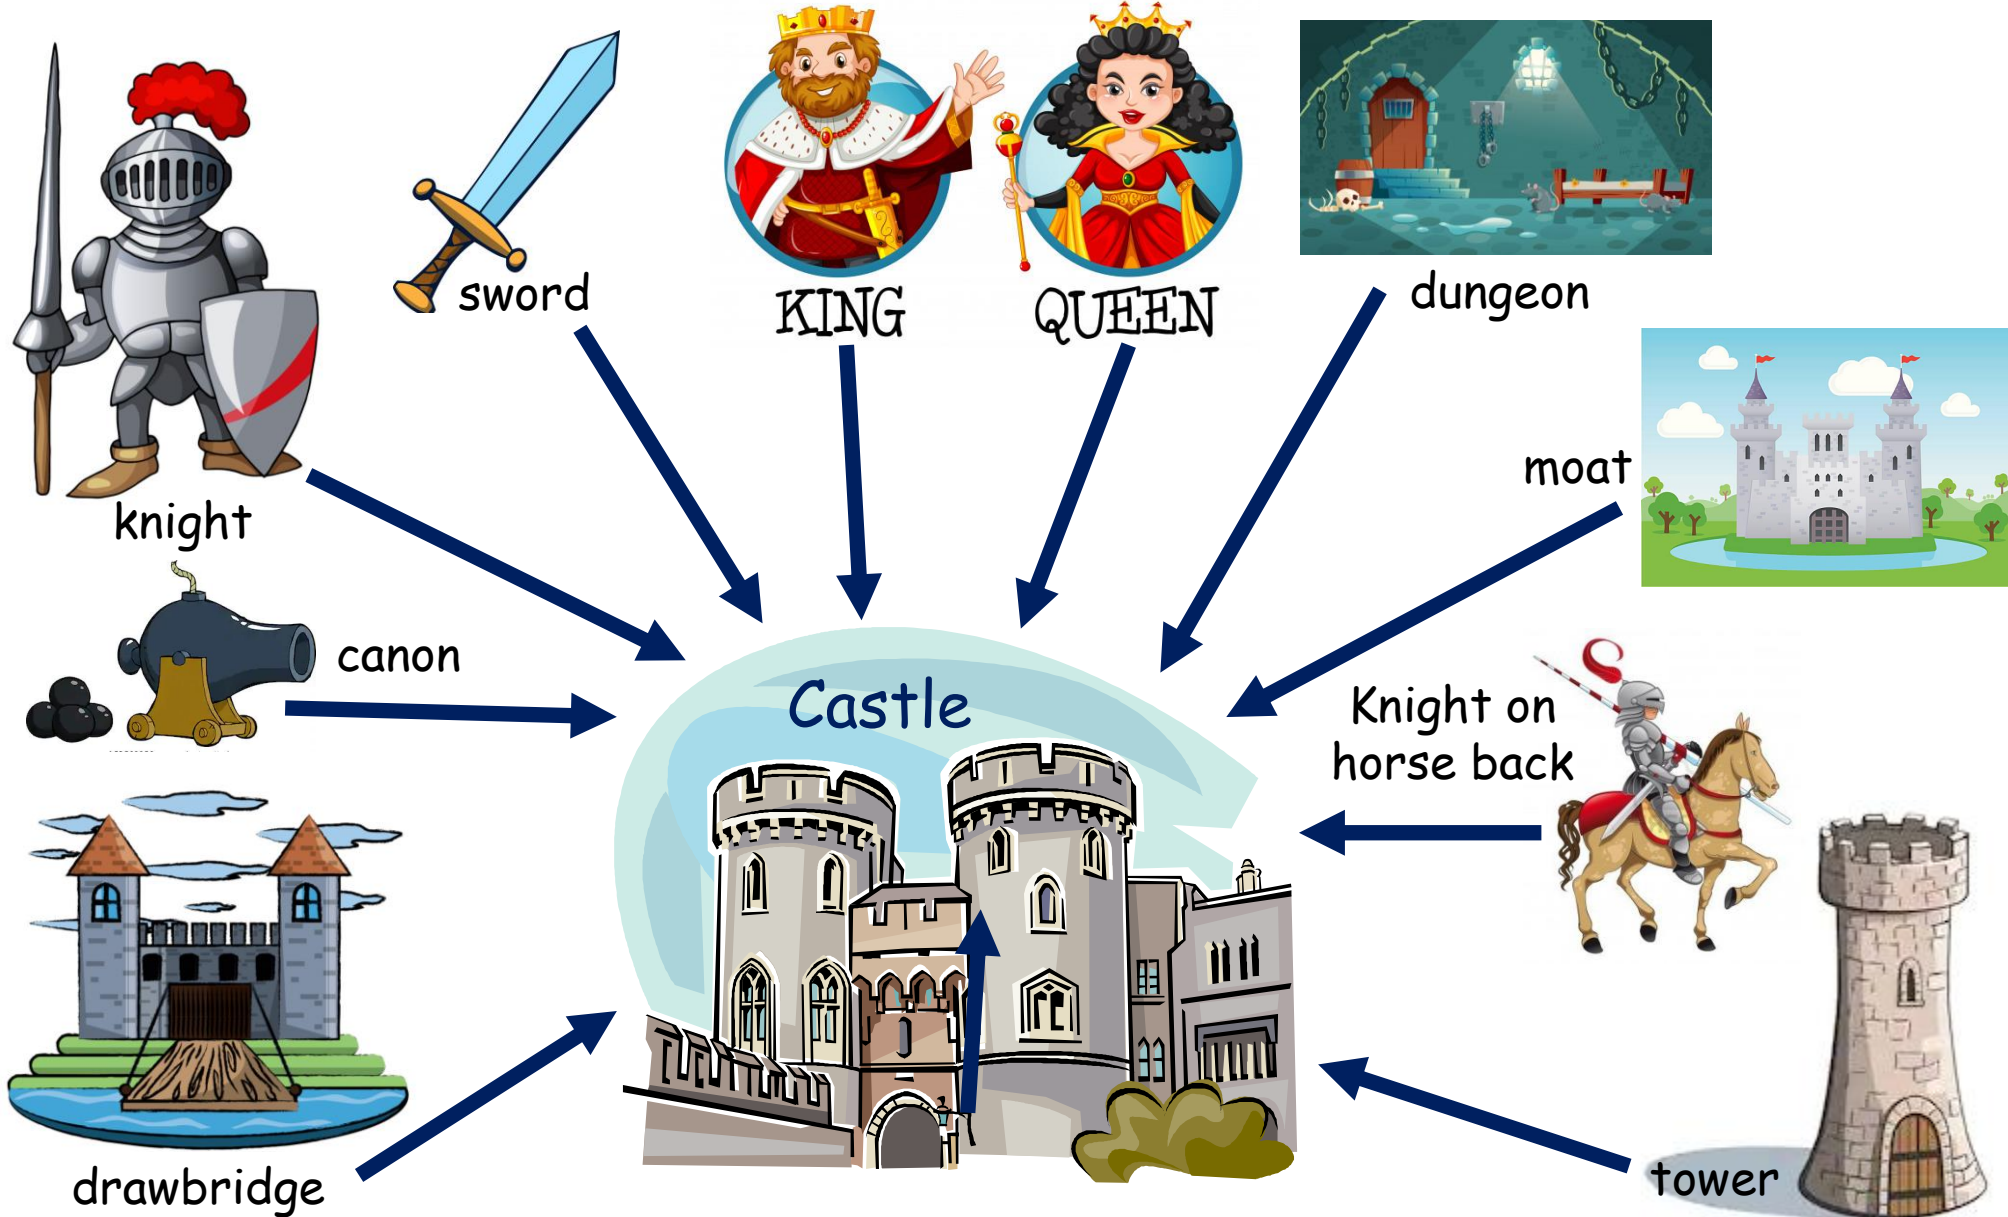 sword
KING
QUEEN
dungeon
moat
knight
canon
Castle
Knight on
horse back
drawbridge
tower